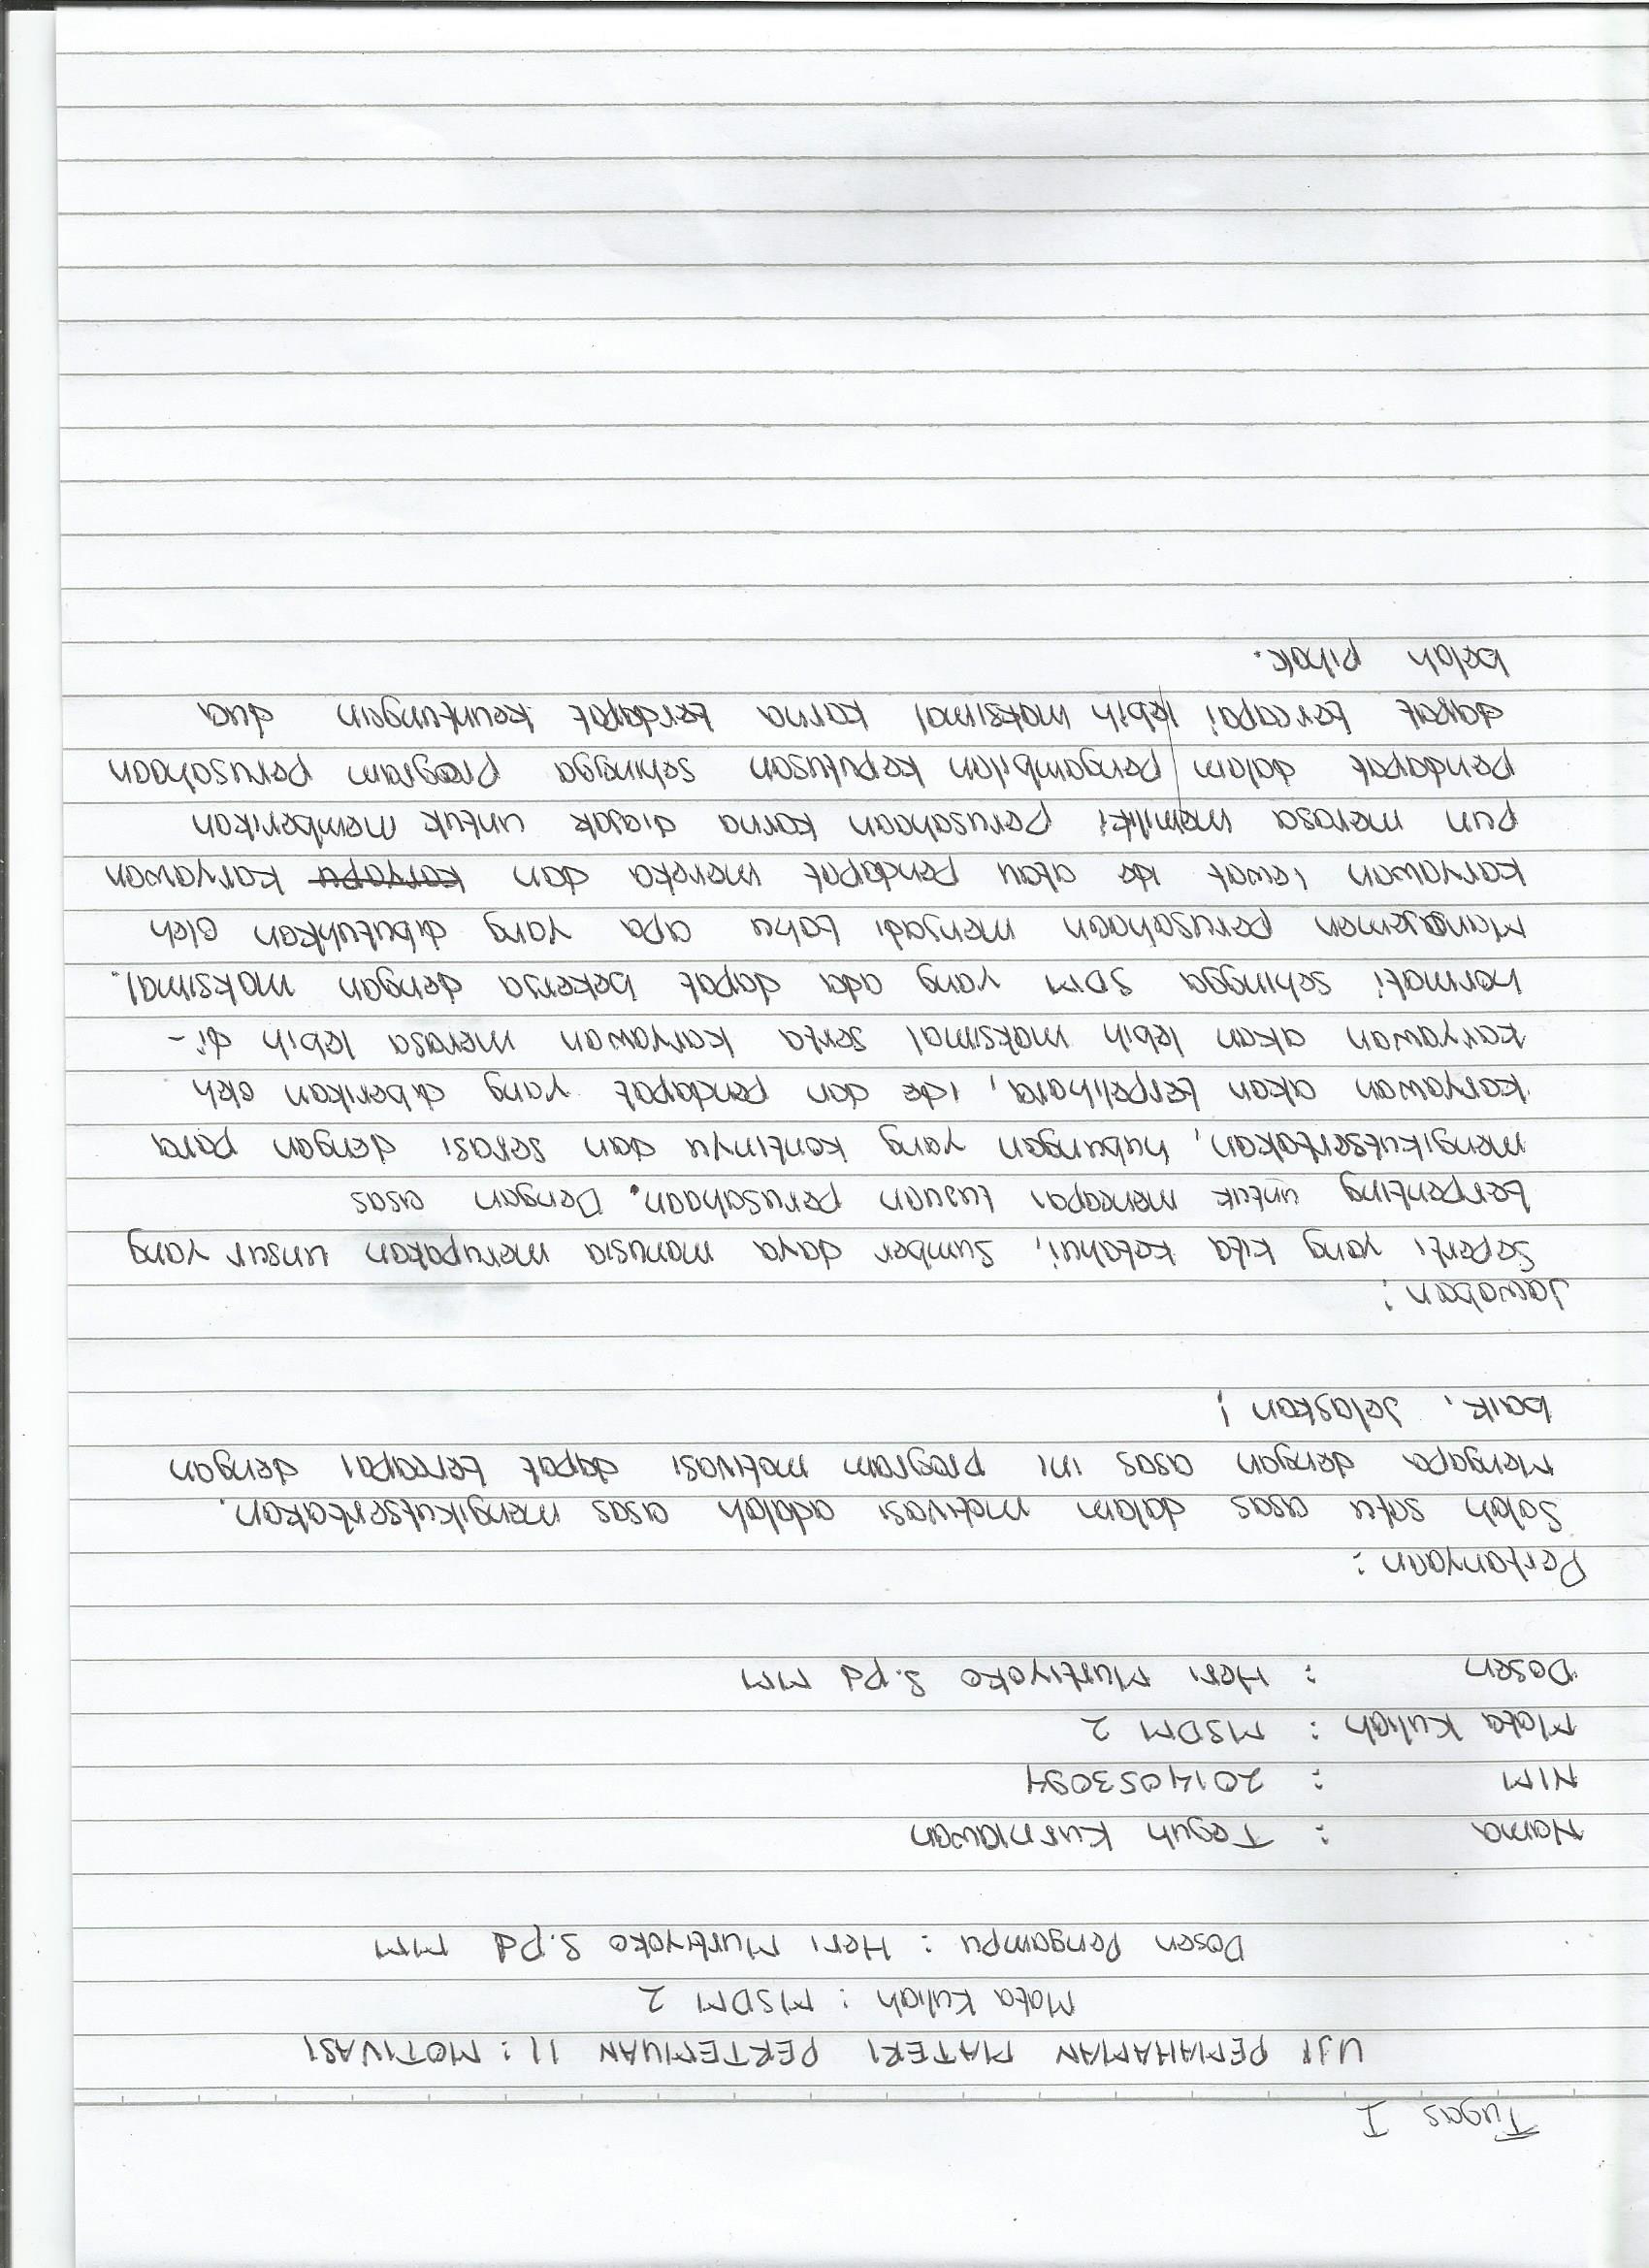 Tugas I
UJI PEMAHAMAN MATERI PERTEMUAN II : MOTIVASI
Mata Kuliah : MSDM 2
Dosen Pengampu : Heri Murtiyoko S.Pd MM
Nama : Teguh Kurniawan
NIM : 2014053094
Mata Kuliah : MSDM 2
Dosen : Heri Murtiyoko S.Pd MM
Pertanyaan :
Salah satu asas dalam motivasi adalah asas mengikutsertakan.
Mengapa dengan asas ini program motivasi dapat tercapai dengan
baik. Jelaskan !
Jawaban :
Seperti yang kita ketahui, Sumber daya manusia merupakan unsur yang
terpenting untuk mencapai tujuan perusahaan. Dengan asas
mengikutsertakan, hubungan yang kontinyu dan serasi dengan para
karyawan akan terpelihara, ide dan pendapat yang diberikan oleh
karyawan akan lebih maksimal serta karyawan merasa lebih di-
hormati sehingga SDM yang ada dapat bekerja dengan maksimal.
Manajemen perusahaan menjadi tahu apa yang dibutuhkan oleh
karyawan lewat ide atau pendapat mereka dan karyapu karyawan
pun merasa memiliki perusahaan karna diajak untuk memberikan
pendapat dalam pengambilan keputusan sehingga program perusahaan
dapat tercapai lebih maksimal karna terdapat keuntungan dua
belah pihak.